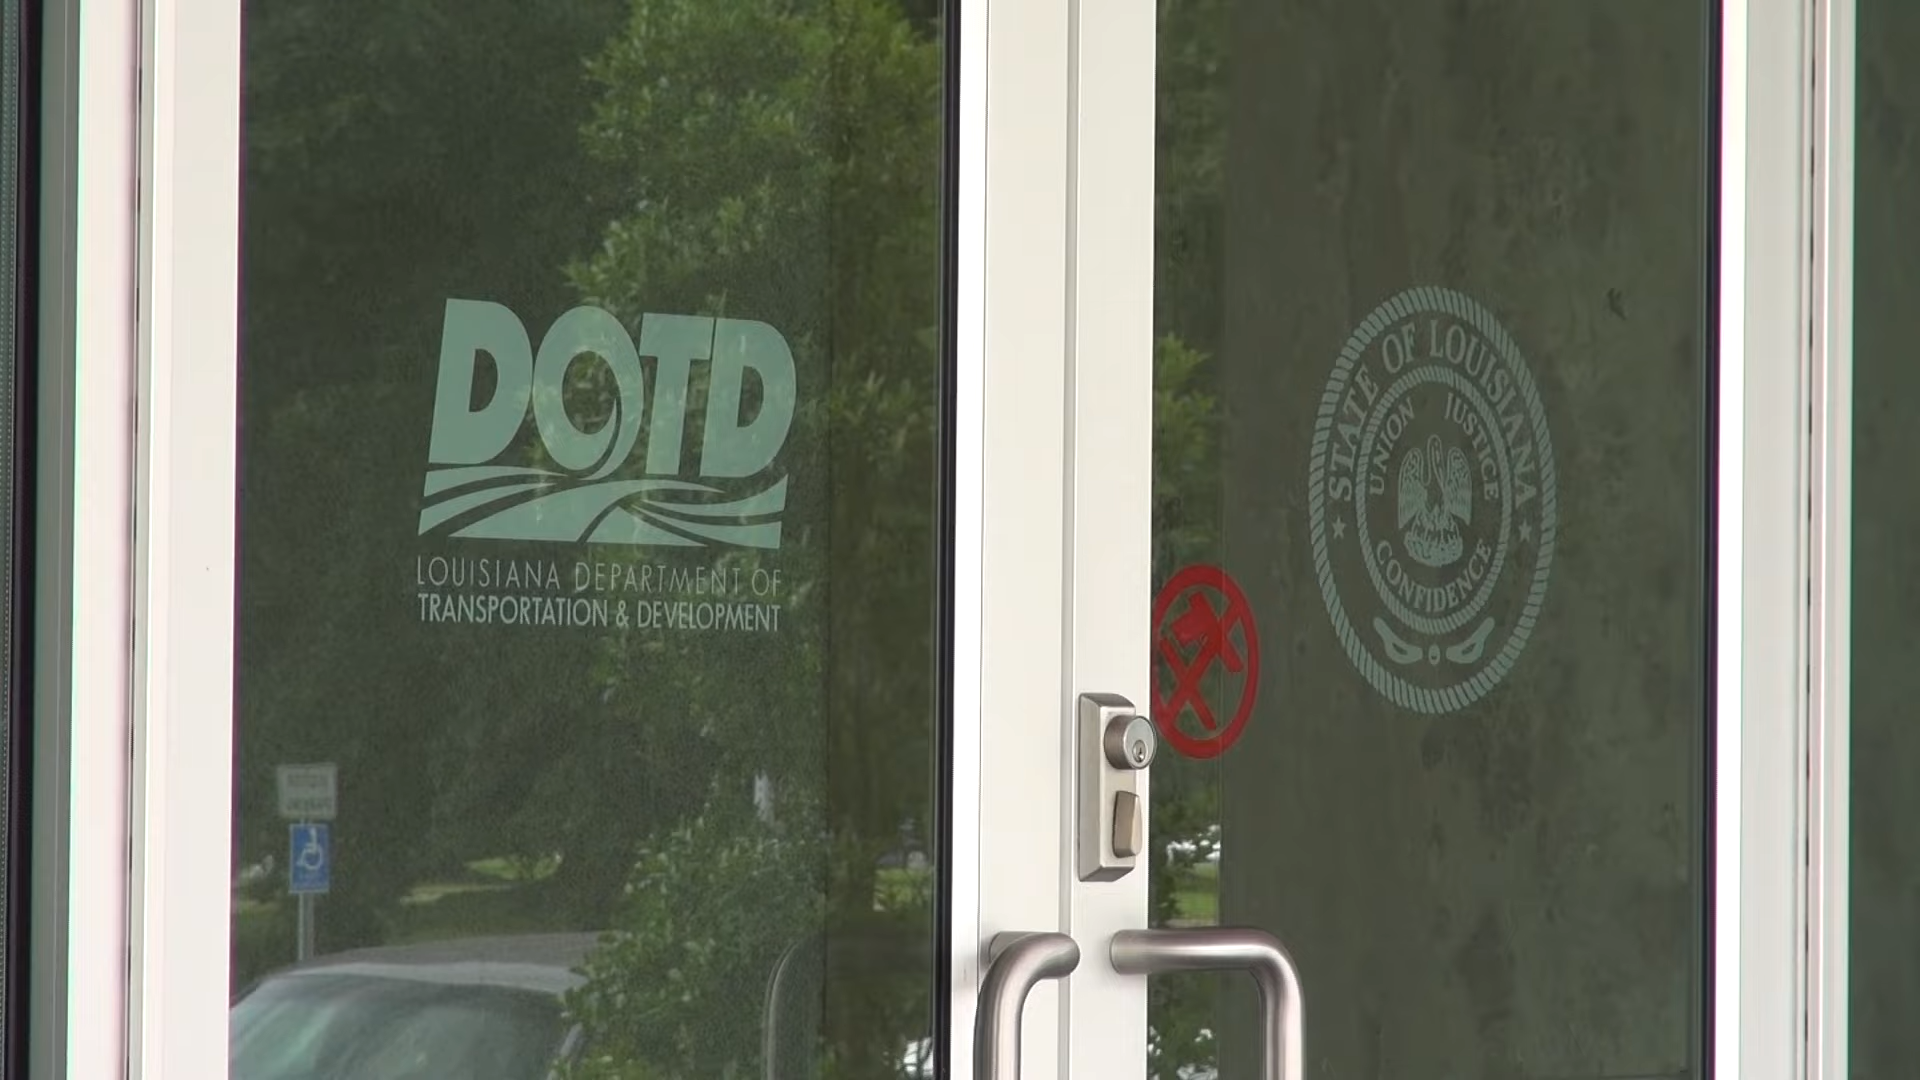 DOTD
LOUISIANA DEPARTMENT OF
TRANSPORTATION & DEVELOPMENT
STATE OF LOUISIANA
UNION JUSTICE
CONFIDENCE